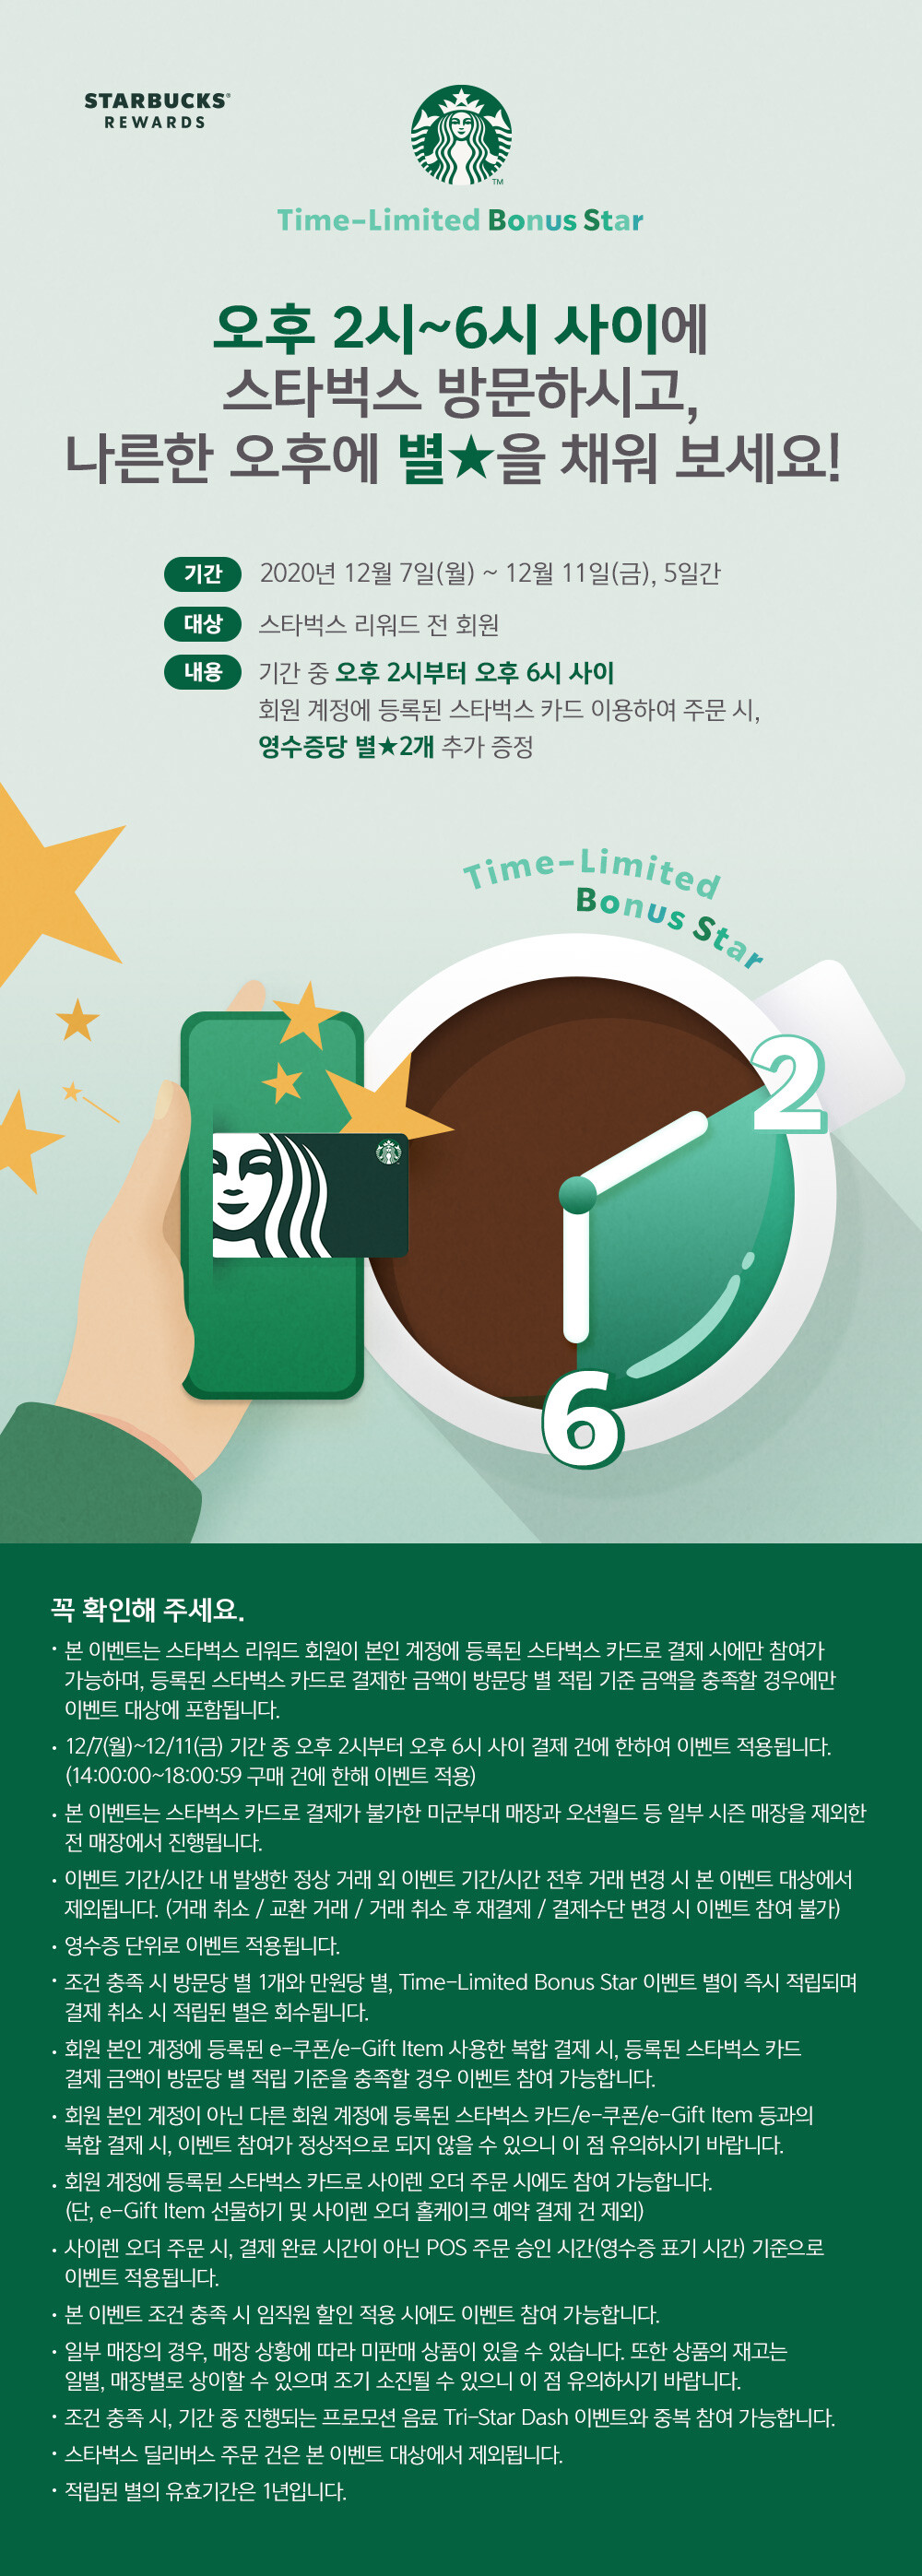 STARBUCKS®
REWARDS
TM
Time-Limited Bonus Star
오후 2시~6시 사이에
스타벅스 방문하시고,
나른한 오후에 별★을 채워 보세요!
기간 2020년 12월 7일(월) ~ 12월 11일(금), 5일간
대상 스타벅스 리워드 전 회원
내용 기간 중 오후 2시부터 오후 6시 사이
회원 계정에 등록된 스타벅스 카드 이용하여 주문 시,
영수증당 별★2개 추가 증정
Time-Limited
Bonus Star
2
6
꼭 확인해 주세요.
· 본 이벤트는 스타벅스 리워드 회원이 본인 계정에 등록된 스타벅스 카드로 결제 시에만 참여가
가능하며, 등록된 스타벅스 카드로 결제한 금액이 방문당 별 적립 기준 금액을 충족할 경우에만
이벤트 대상에 포함됩니다.
· 12/7(월)~12/11(금) 기간 중 오후 2시부터 오후 6시 사이 결제 건에 한하여 이벤트 적용됩니다.
(14:00:00~18:00:59 구매 건에 한해 이벤트 적용)
· 본 이벤트는 스타벅스 카드로 결제가 불가한 미군부대 매장과 오션월드 등 일부 시즌 매장을 제외한
전 매장에서 진행됩니다.
· 이벤트 기간/시간 내 발생한 정상 거래 외 이벤트 기간/시간 전후 거래 변경 시 본 이벤트 대상에서
제외됩니다. (거래 취소 / 교환 거래 / 거래 취소 후 재결제 / 결제수단 변경 시 이벤트 참여 불가)
· 영수증 단위로 이벤트 적용됩니다.
· 조건 충족 시 방문당 별 1개와 만원당 별, Time-Limited Bonus Star 이벤트 별이 즉시 적립되며
결제 취소 시 적립된 별은 회수됩니다.
· 회원 본인 계정에 등록된 e-쿠폰/e-Gift Item 사용한 복합 결제 시, 등록된 스타벅스 카드
결제 금액이 방문당 별 적립 기준을 충족할 경우 이벤트 참여 가능합니다.
· 회원 본인 계정이 아닌 다른 회원 계정에 등록된 스타벅스 카드/e-쿠폰/e-Gift Item 등과의
복합 결제 시, 이벤트 참여가 정상적으로 되지 않을 수 있으니 이 점 유의하시기 바랍니다.
· 회원 계정에 등록된 스타벅스 카드로 사이렌 오더 주문 시에도 참여 가능합니다.
(단, e-Gift Item 선물하기 및 사이렌 오더 홀케이크 예약 결제 건 제외)
· 사이렌 오더 주문 시, 결제 완료 시간이 아닌 POS 주문 승인 시간(영수증 표기 시간) 기준으로
이벤트 적용됩니다.
· 본 이벤트 조건 충족 시 임직원 할인 적용 시에도 이벤트 참여 가능합니다.
· 일부 매장의 경우, 매장 상황에 따라 미판매 상품이 있을 수 있습니다. 또한 상품의 재고는
일별, 매장별로 상이할 수 있으며 조기 소진될 수 있으니 이 점 유의하시기 바랍니다.
· 조건 충족 시, 기간 중 진행되는 프로모션 음료 Tri-Star Dash 이벤트와 중복 참여 가능합니다.
· 스타벅스 딜리버스 주문 건은 본 이벤트 대상에서 제외됩니다.
· 적립된 별의 유효기간은 1년입니다.